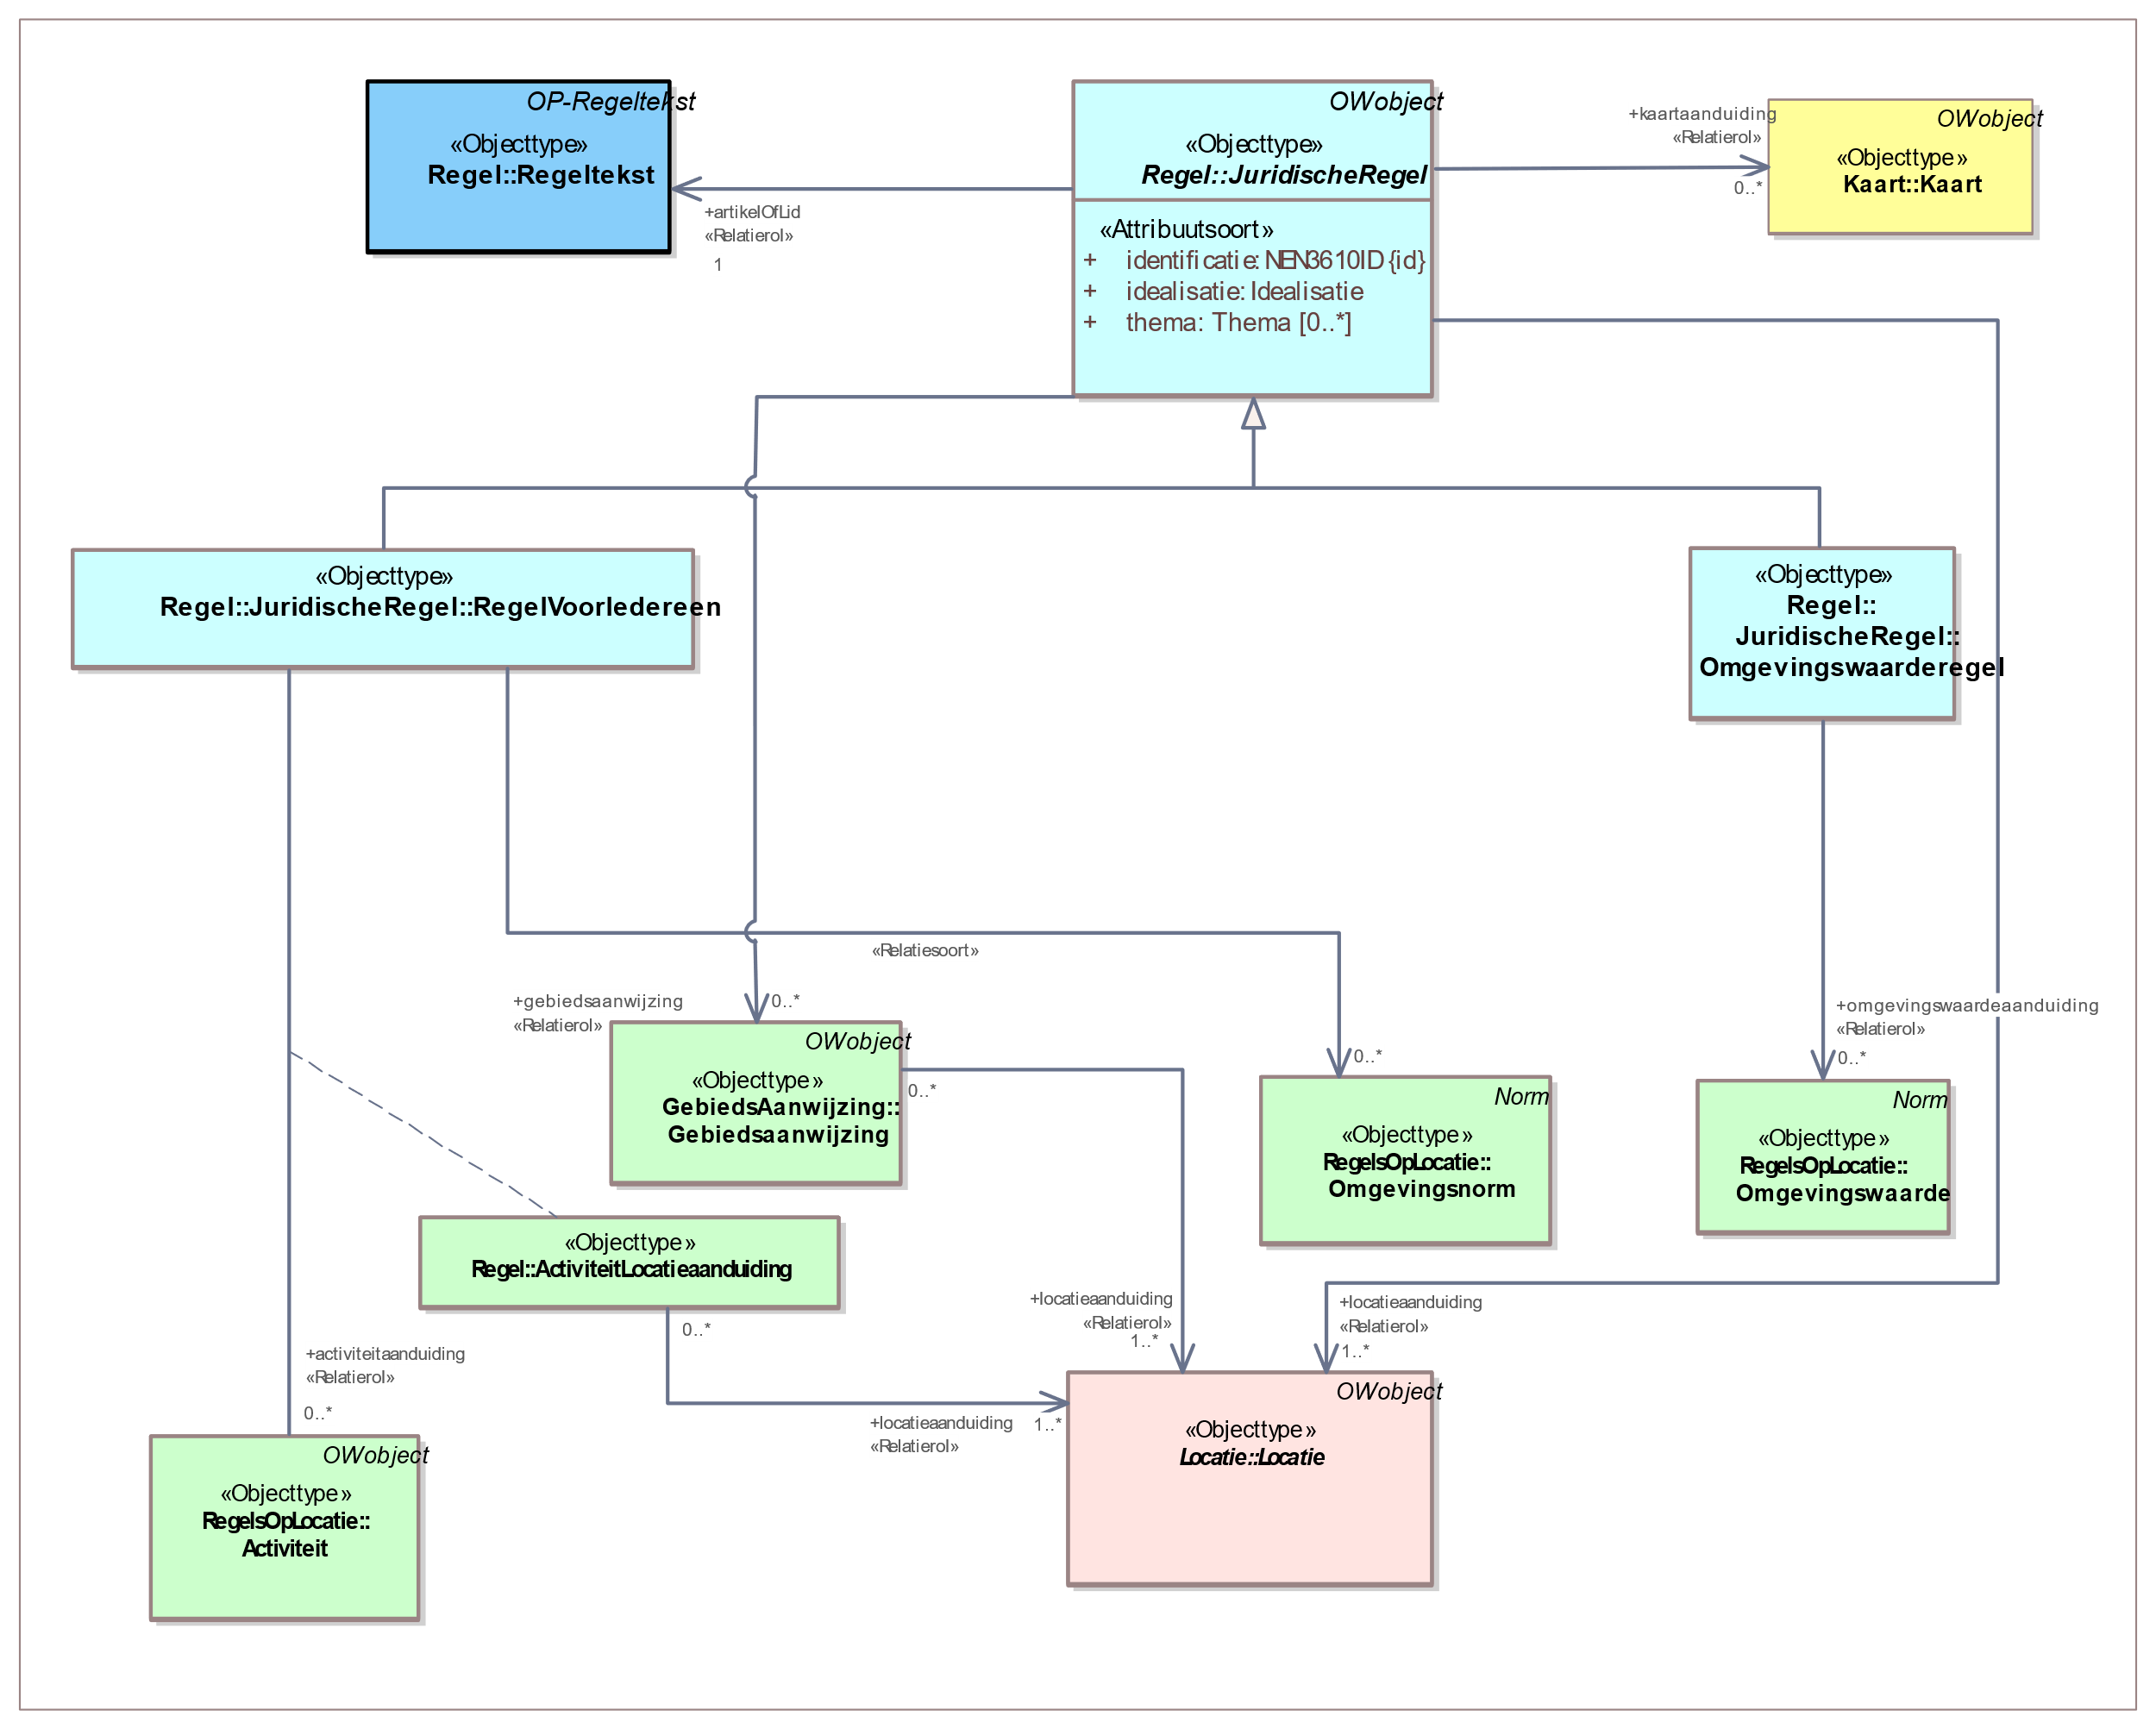 OP-Regeltekst
«Objecttype»
Regel::Regeltekst
OWobject
«Objecttype»
Regel::JuridischeRegel
«Attribuutsoort»
+ identificatie: NEN3610ID {id}
+ idealisatie: Idealisatie
+ thema: Thema [0..*]
+kaartaanduiding
«Relatierol»
0..*
OWobject
«Objecttype»
Kaart::Kaart
+artikelOfLid
«Relatierol»
1
«Objecttype»
Regel::JuridischeRegel::RegelVoorIedereen
«Objecttype»
Regel::
JuridischeRegel::
Omgevingswaarderegel
«Relatiesoort»
+gebiedsaanwijzing
«Relatierol»
0..*
+omgevingswaardeaanduiding
«Relatierol»
0..*
0..*
OWobject
«Objecttype»
GebiedsAanwijzing::
Gebiedsaanwijzing
0..*
Norm
«Objecttype»
RegelsOpLocatie::
Omgevingsnorm
Norm
«Objecttype»
RegelsOpLocatie::
Omgevingswaarde
«Objecttype»
Regel::ActiviteitLocatieaanduiding
0..*
+locatieaanduiding
«Relatierol»
1..*
+locatieaanduiding
«Relatierol»
1..*
+activiteitaanduiding
«Relatierol»
0..*
+locatieaanduiding
«Relatierol»
1..*
OWobject
«Objecttype»
Locatie::Locatie
OWobject
«Objecttype»
RegelsOpLocatie::
Activiteit